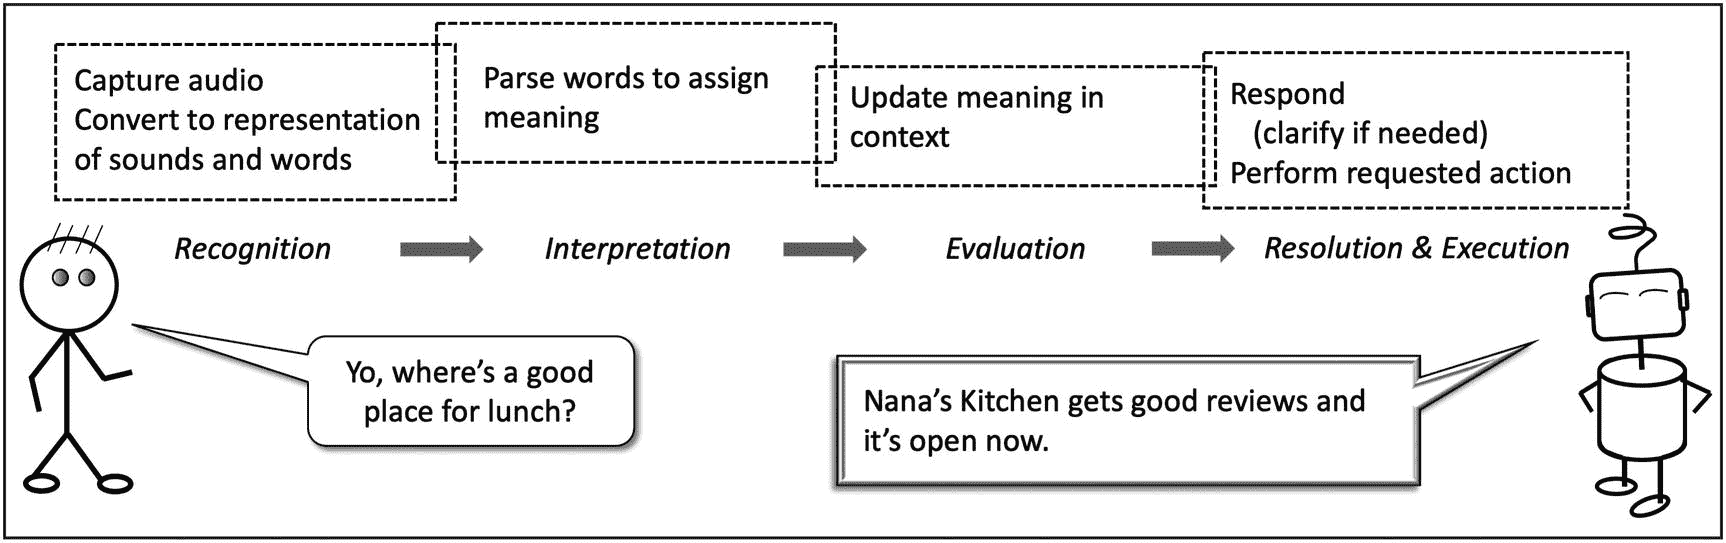 Capture audio
Convert to representation
of sounds and words
Parse words to assign
meaning
Update meaning in
context
Respond
(clarify if needed)
Perform requested action
Recognition
Interpretation
Evaluation
Resolution & Execution
Yo, where’s a good
place for lunch?
Nana’s Kitchen gets good reviews and
it’s open now.